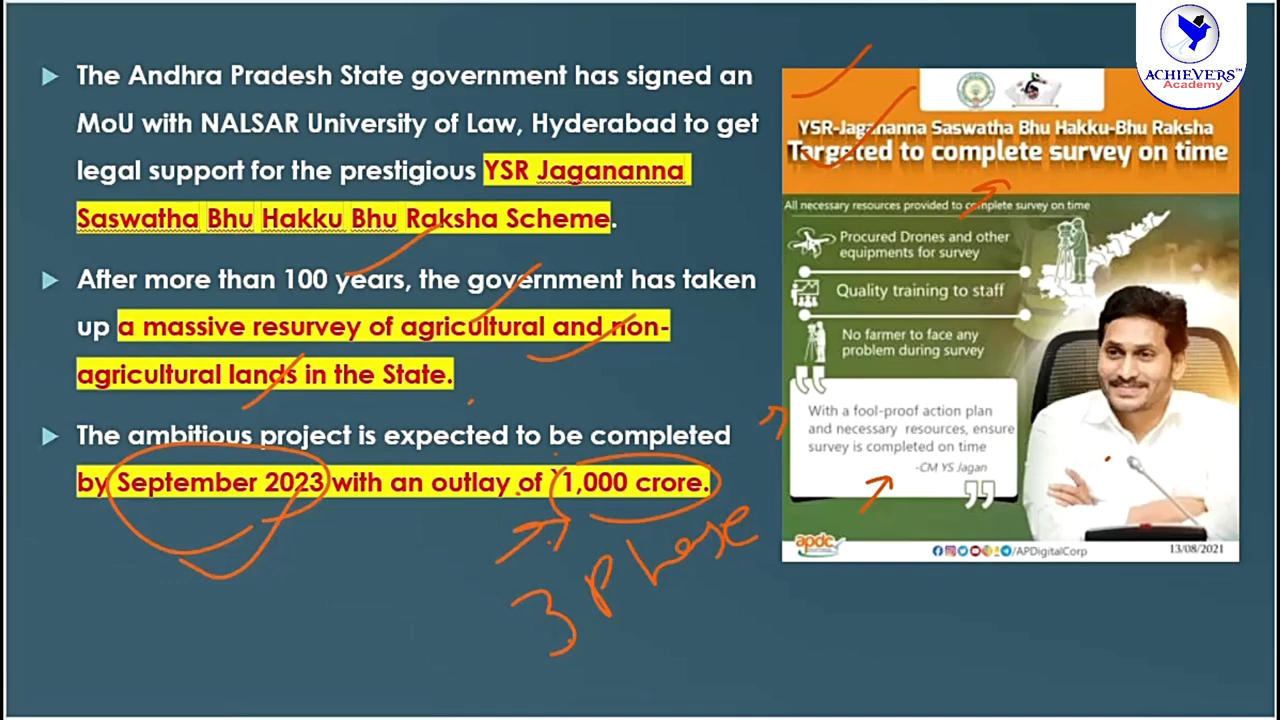 ACHIEVERS™
Academy
The Andhra Pradesh State government has signed an
MoU with NALSAR University of Law, Hyderabad to get
legal support for the prestigious YSR Jagananna
Saswatha Bhu Hakku Bhu Raksha Scheme.
After more than 100 years, the government has taken
up a massive resurvey of agricultural and non-
agricultural lands in the State.
The ambitious project is expected to be completed
by September 2023 with an outlay of `1,000 crore.
3 Phase
YSR-Jagananna Saswatha Bhu Hakku-Bhu Raksha
Targeted to complete survey on time
All necessary resources provided to complete survey on time
Procured Drones and other
equipments for survey
Quality training to staff
No farmer to face any
problem during survey
With a fool-proof action plan
and necessary resources, ensure
survey is completed on time
-CM YS Jagan
apdc
/APDigitalCorp
13/08/2021